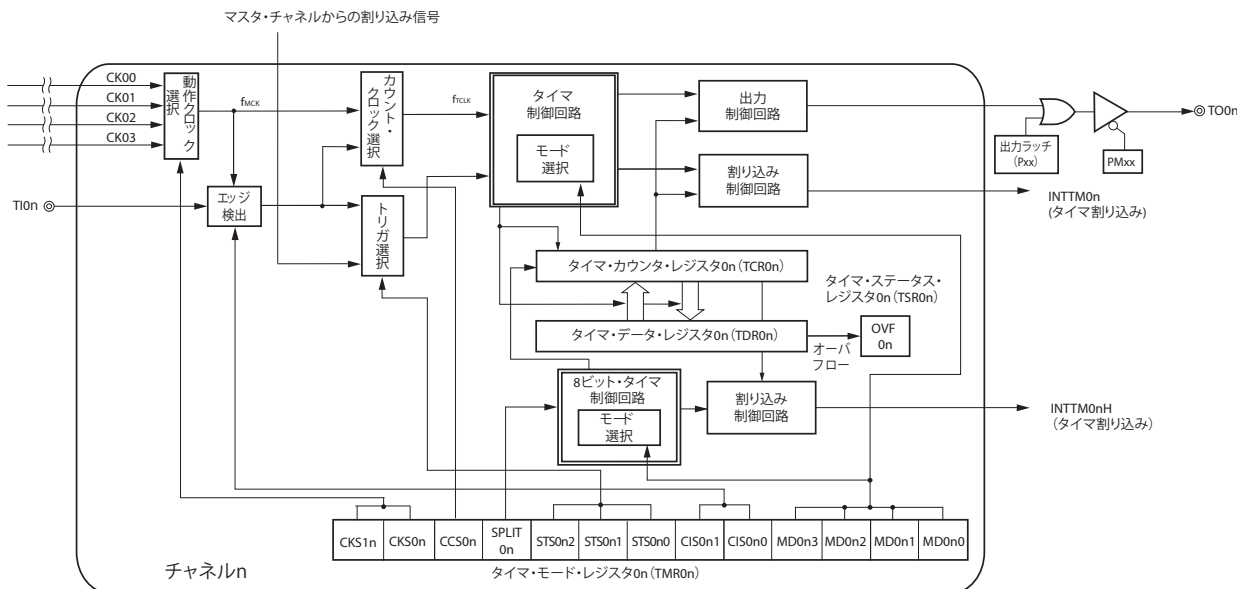 マスタ・チャネルからの割り込み信号
CK00
CK01
CK02
CK03
動作クロック
選択
fMCK
カウント・
クロック選択
fTCLK
タイマ
制御回路
モード
選択
出力
制御回路
出力ラッチ
(Pxx)
PMxx
TO0n
割り込み
制御回路
INTTM0n
(タイマ割り込み)
TI0n
エッジ
検出
トリガ選択
タイマ・カウンタ・レジスタ0n (TCR0n)
タイマ・ステータス・
レジスタ0n (TSR0n)
タイマ・データ・レジスタ0n (TDR0n)
オーバ
フロー
OVF
0n
8ビット・タイマ
制御回路
モード
選択
割り込み
制御回路
INTTM0nH
(タイマ割り込み)
CKS1n CKS0n CCS0n SPLIT
0n STS0n2 STS0n1 STS0n0 CIS0n1 CIS0n0 MD0n3 MD0n2 MD0n1 MD0n0
チャネルn
タイマ・モード・レジスタ0n (TMR0n)